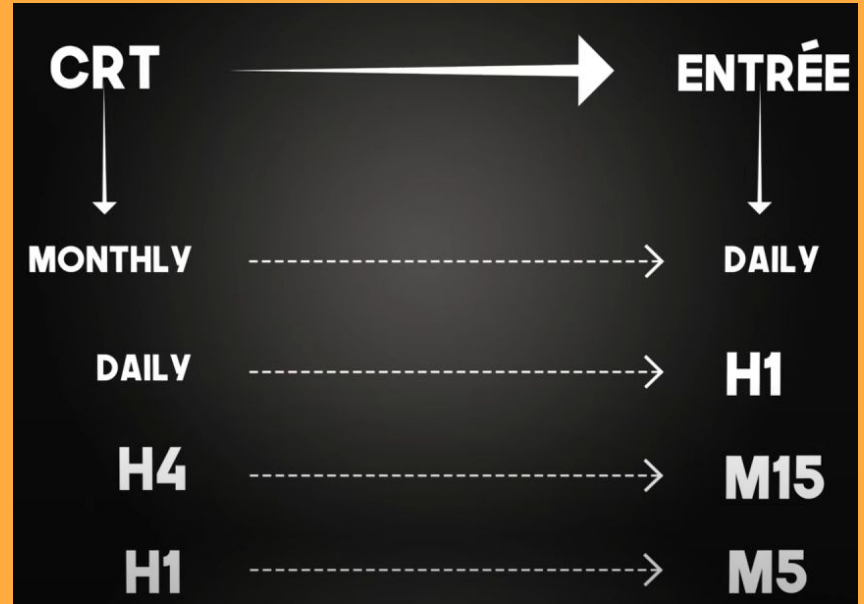 CRT ENTRÉE
MONTHLY DAILY
DAILY H1
H4 M15
H1 M5